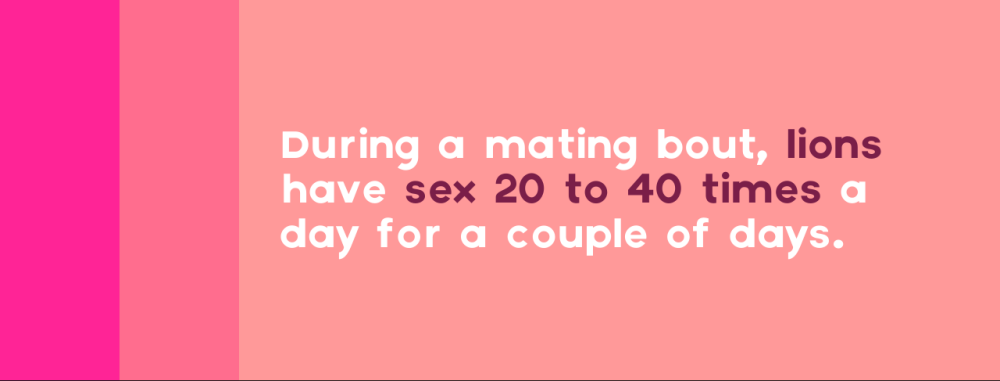 During a mating bout, lions
have sex 20 to 40 times a
day for a couple of days.